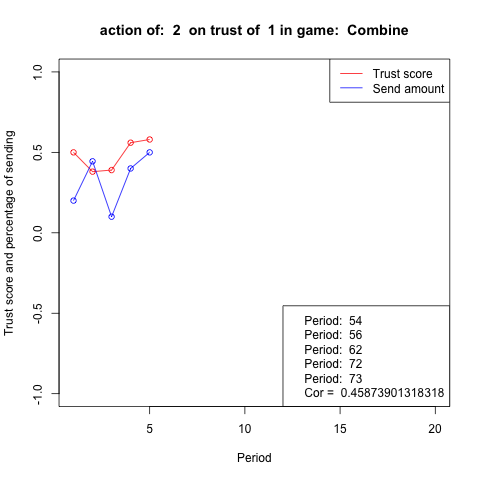 action of:  2  on trust of  1 in game:  Combine
Trust score
Send amount
Trust score and percentage of sending
1.0
0.5
0.0
-0.5
-1.0
Period:  54
Period:  56
Period:  62
Period:  72
Period:  73
Cor =  0.45873901318318
5
10
15
20
Period